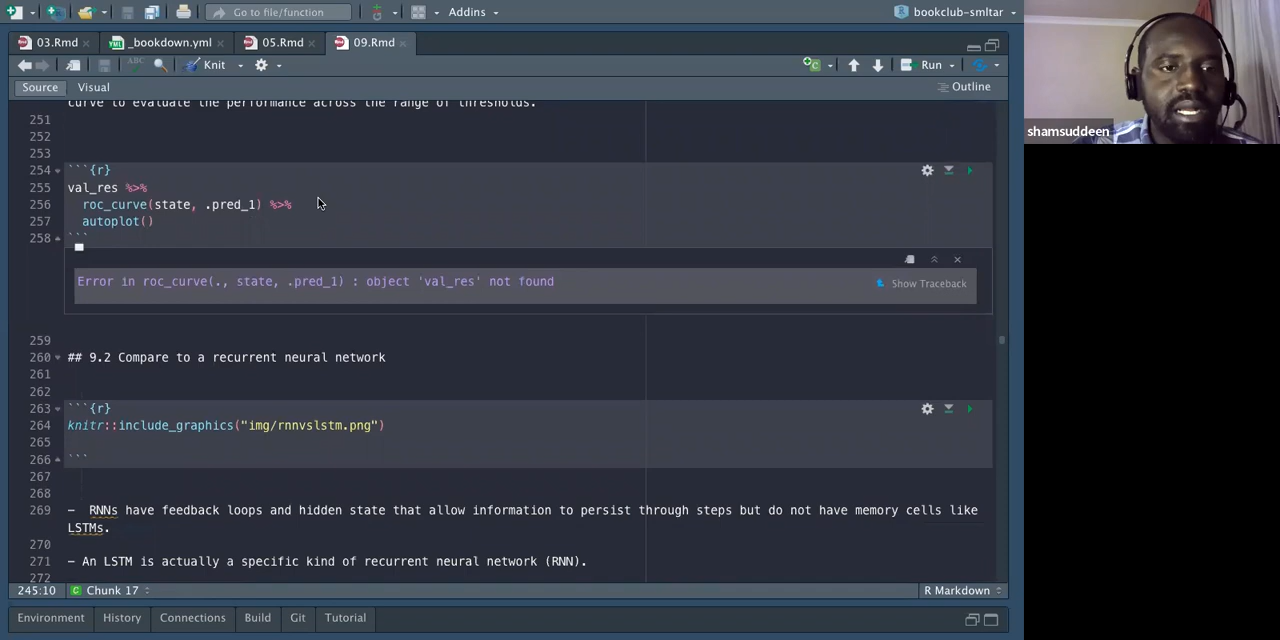 Go to file/function
Addins
bookclub-smltar
03.Rmd
_bookdown.yml
05.Rmd
09.Rmd
ABC
Knit
Run
Source
Visual
Outline
curve to evaluate the performance across the range of thresholds.
251
252
253
254 ```{r}
255 val_res %>%
256 roc_curve(state, .pred_1) %>%
257 autoplot()
258 ```
Error in roc_curve(., state, .pred_1) : object 'val_res' not found
Show Traceback
259
260 ## 9.2 Compare to a recurrent neural network
261
262
263 ```{r}
264 knitr::include_graphics("img/rnnvslstm.png")
265
266 ```
267
268
269 - RNNs have feedback loops and hidden state that allow information to persist through steps but do not have memory cells like
LSTMs.
270
271 - An LSTM is actually a specific kind of recurrent neural network (RNN).
272
245:10
C Chunk 17
R Markdown
Environment
History
Connections
Build
Git
Tutorial
shamsuddeen